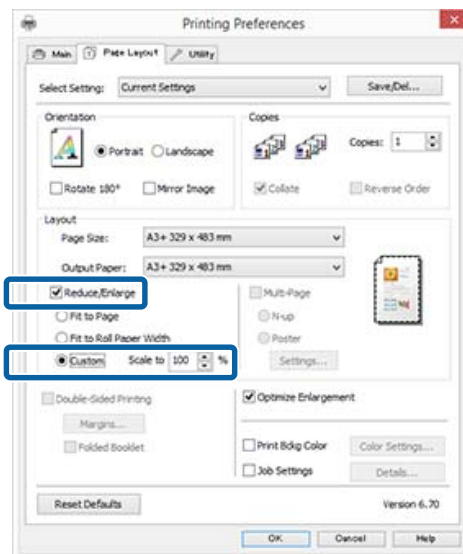 Printing Preferences
Main Page Layout Utility
Select Setting: Current Settings Save/Del...
Orientation
Portrait Landscape
Rotate 180° Mirror Image
Copies
Copies: 1
Collate Reverse Order
Layout
Page Size: A3+ 329 x 483 mm
Output Paper: A3+ 329 x 483 mm
Reduce/Enlarge
Fit to Page
Fit to Roll Paper Width
Custom Scale to 100 %
Multi-Page
N-up
Poster
Settings...
Double-Sided Printing
Margins...
Folded Booklet
Optimize Enlargement
Print Bckg Color Color Settings...
Job Settings Details...
Reset Defaults Version 6.70
OK Cancel Help